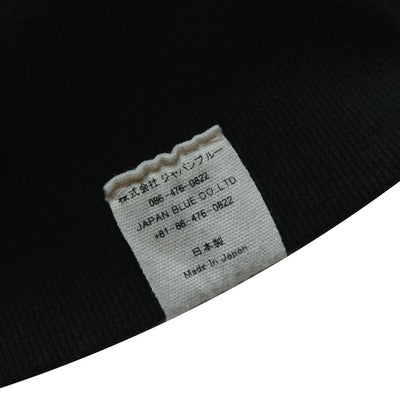 株式会社 ジャパンブルー
086-476-0822
JAPAN BLUE CO.,LTD
+81-86-476-0822
日本製
Made in Japan